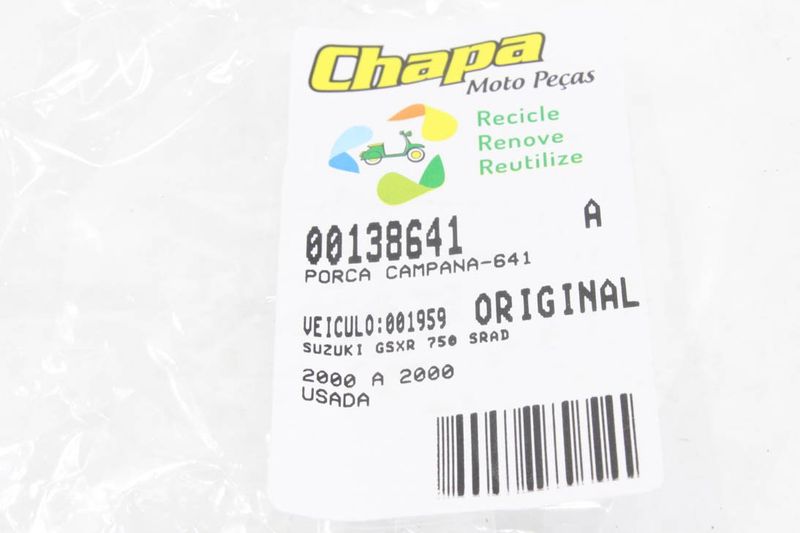 Chapa
Moto Peças
Recicle
Renove
Reutilize
00138641 A
PORCA CAMPANA-641
VEICULO:001959 ORIGINAL
SUZUKI GSXR 750 SRAD
2000 A 2000
USADA